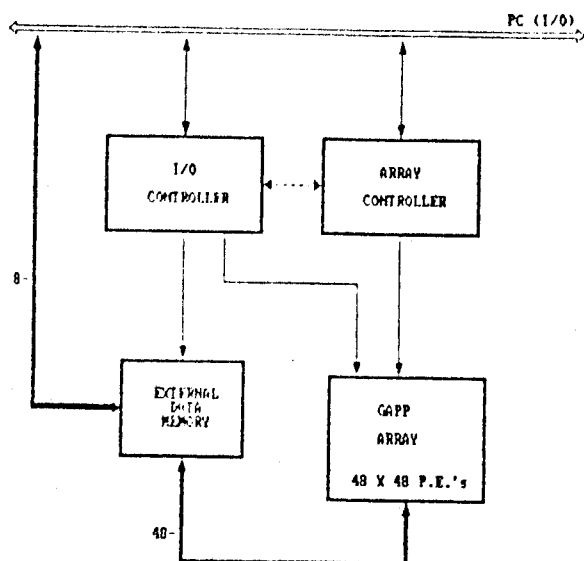 PC (I/O)
I/O
CONTROLLER
ARRAY
CONTROLLER
8-
EXTERNAL
DATA
MEMORY
GAPP
ARRAY
48 X 48 P.E.'s
48-